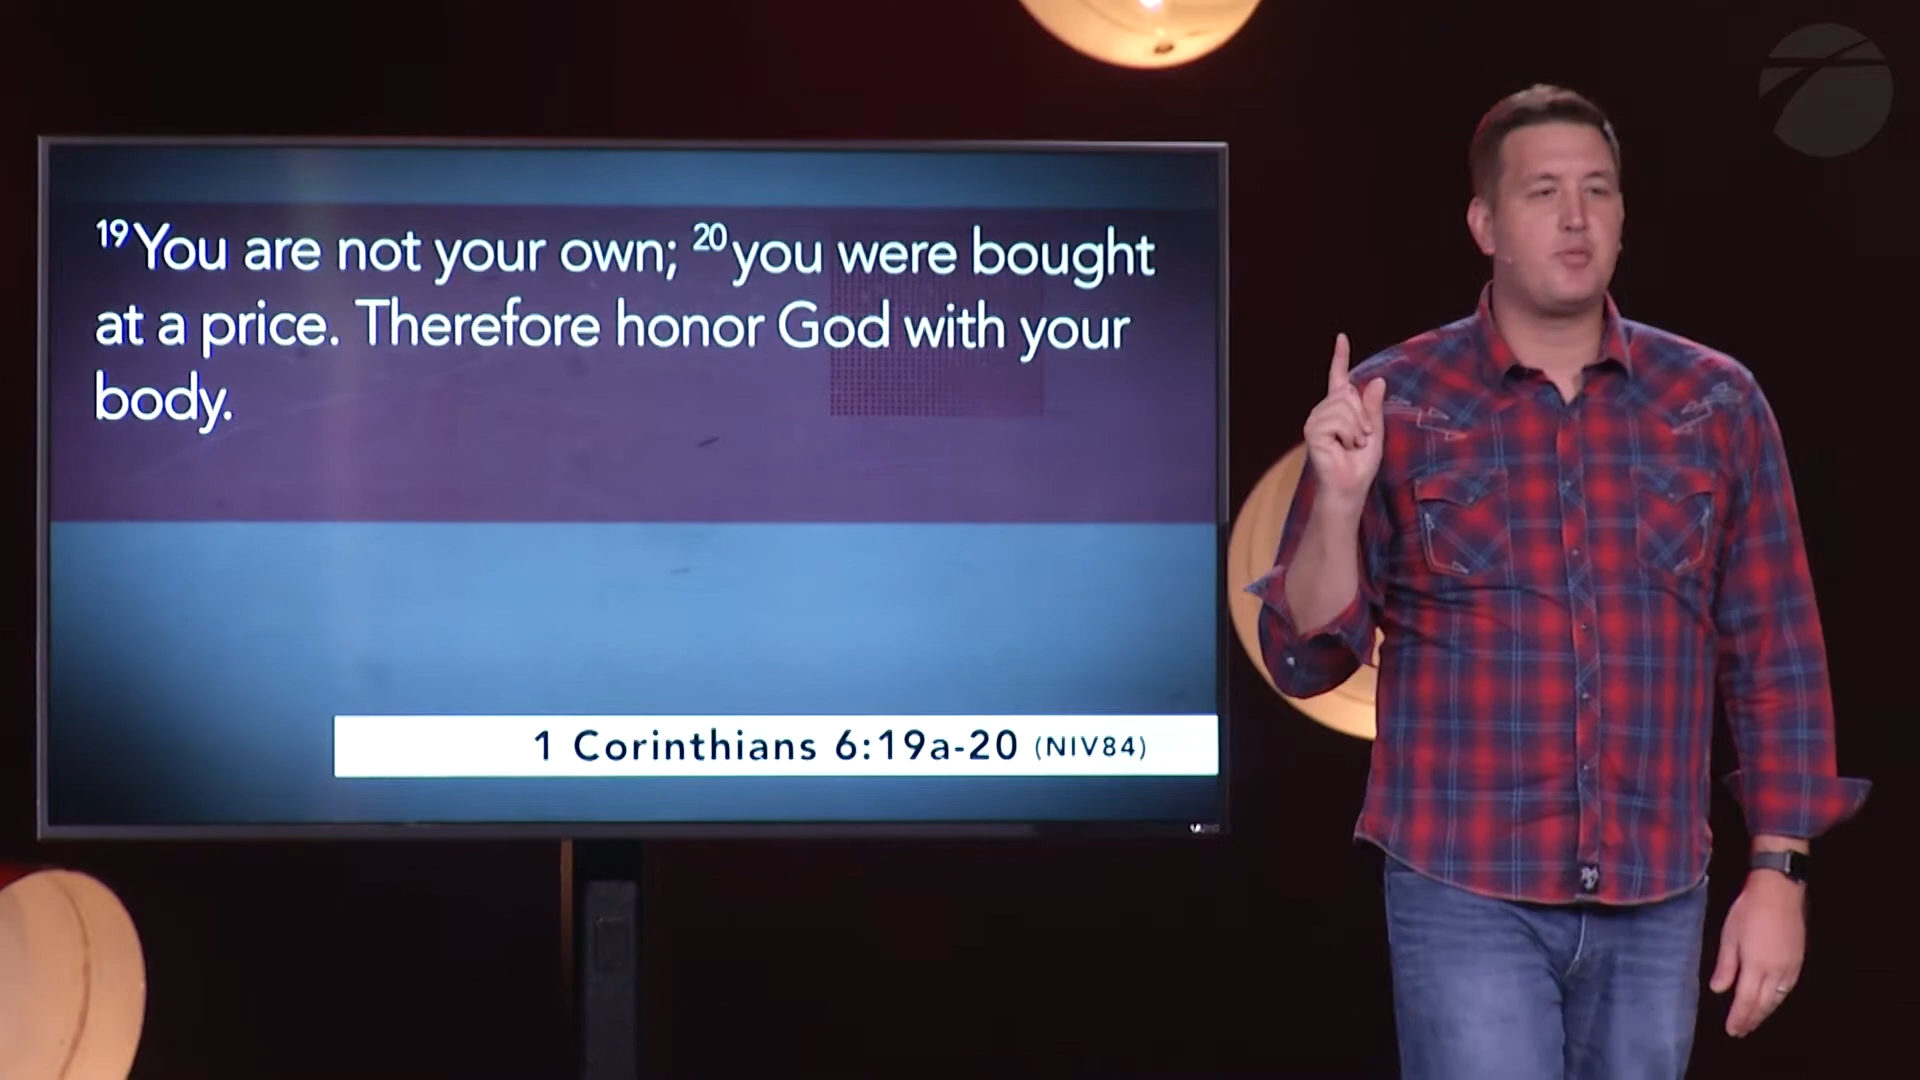 ¹⁹You are not your own; ²⁰you were bought
at a price. Therefore honor God with your
body.
1 Corinthians 6:19a-20 (NIV84)